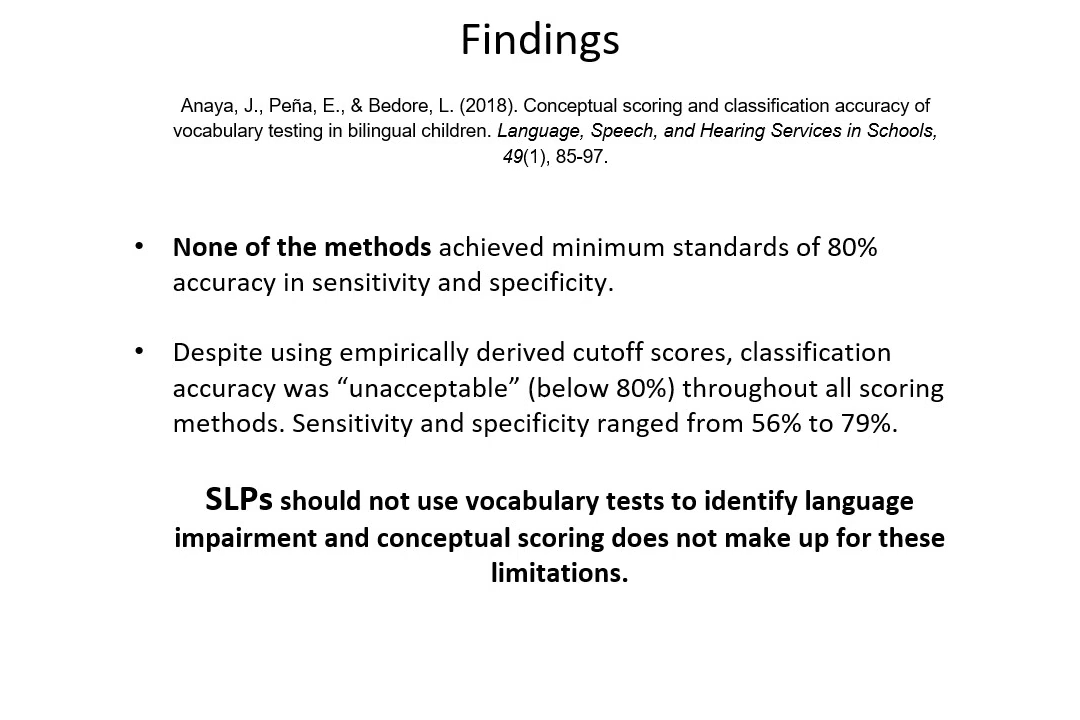 Findings
Anaya, J., Peña, E., & Bedore, L. (2018). Conceptual scoring and classification accuracy of
vocabulary testing in bilingual children. Language, Speech, and Hearing Services in Schools,
49(1), 85-97.
• None of the methods achieved minimum standards of 80%
accuracy in sensitivity and specificity.
• Despite using empirically derived cutoff scores, classification
accuracy was “unacceptable” (below 80%) throughout all scoring
methods. Sensitivity and specificity ranged from 56% to 79%.
SLPs should not use vocabulary tests to identify language
impairment and conceptual scoring does not make up for these
limitations.